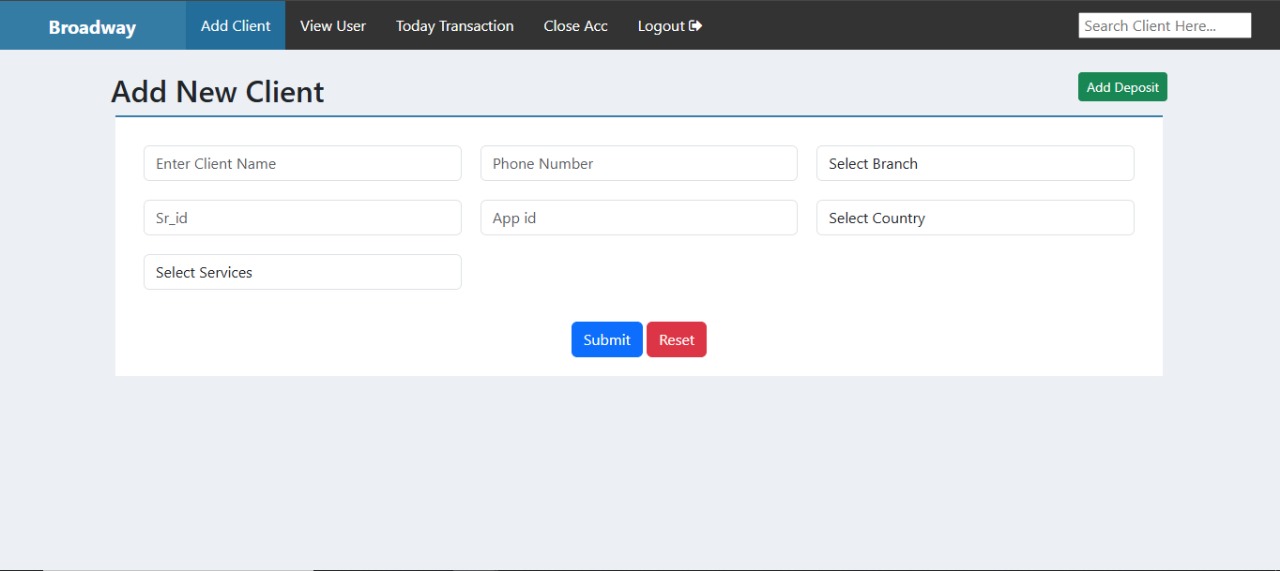 Broadway Add Client View User Today Transaction Close Acc Logout Search Client Here...
Add New Client Add Deposit
Enter Client Name Phone Number Select Branch
Sr_id App id Select Country
Select Services
Submit Reset